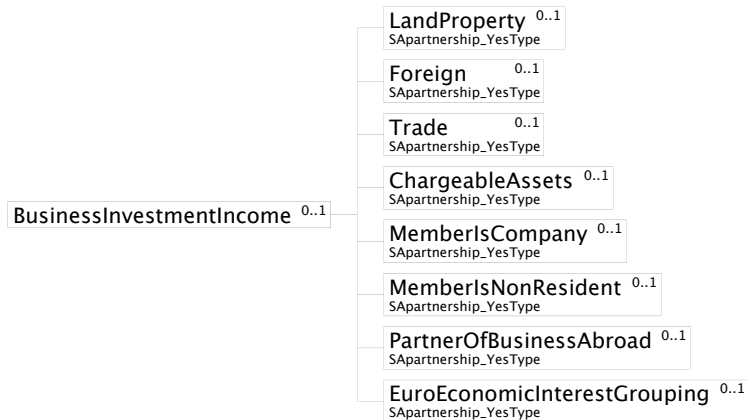 LandProperty 0..1
SApartnership_YesType
Foreign 0..1
SApartnership_YesType
Trade 0..1
SApartnership_YesType
ChargeableAssets 0..1
SApartnership_YesType
BusinessInvestmentIncome 0..1
MemberIsCompany 0..1
SApartnership_YesType
MemberIsNonResident 0..1
SApartnership_YesType
PartnerOfBusinessAbroad 0..1
SApartnership_YesType
EuroEconomicInterestGrouping 0..1
SApartnership_YesType